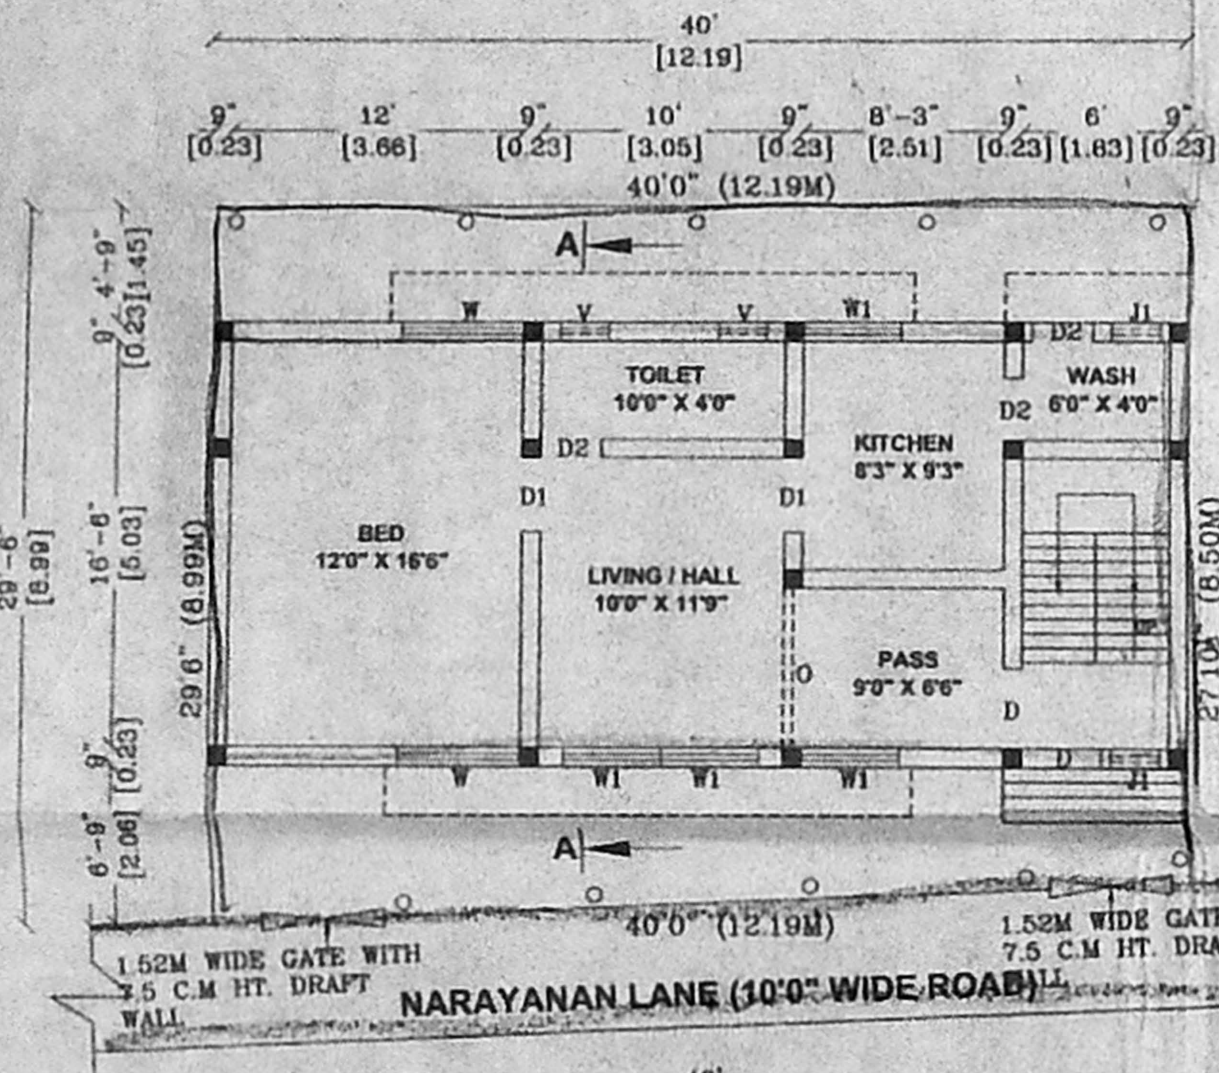 40'
[12.19]
9" 12' 9" 10' 9" 8'-3" 9" 6' 9"
[0.23] [3.66] [0.23] [3.05] [0.23] [2.51] [0.23] [1.83] [0.23]
40'0" (12.19M)
A
W V V W1 J1
D2
TOILET
10'0" X 4'0"
WASH
6'0" X 4'0"
D2
D2
KITCHEN
8'3" X 9'3"
D1 D1
BED
12'0" X 16'6"
LIVING / HALL
10'0" X 11'9"
PASS
9'0" X 6'6"
O
D
D
W W1 W1 W1 J1
A
4'-9"
[1.45]
9"
[0.23]
16'-6"
[5.03]
29'-6"
[8.99]
29'6" (8.99M)
(8.50M)
9"
[0.23]
6'-9"
[2.06]
40'0" (12.19M)
1.52M WIDE GATE WITH
7.5 C.M HT. DRAFT
WALL
1.52M WIDE
7.5 C.M HT.
NARAYANAN LANE (10'0" WIDE ROAD)